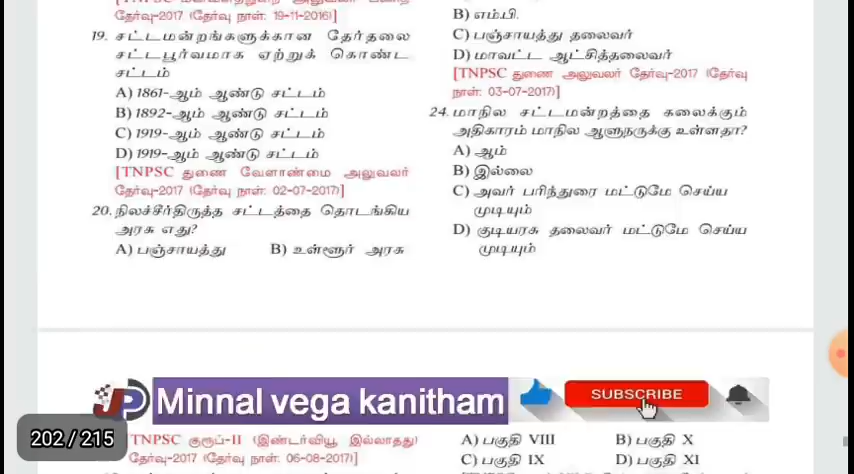 தேர்வு-2017 (தேர்வு நாள்: 19-11-2016)]
19. சட்டமன்றங்களுக்கான தேர்தலை
சட்டபூர்வமாக ஏற்றுக் கொண்ட
சட்டம்
A) 1861-ஆம் ஆண்டு சட்டம்
B) 1892-ஆம் ஆண்டு சட்டம்
C) 1919-ஆம் ஆண்டு சட்டம்
D) 1919-ஆம் ஆண்டு சட்டம்
[TNPSC துணை வேளாண்மை அலுவலர்
தேர்வு-2017 (தேர்வு நாள்: 02-07-2017)]
20. நிலச்சீர்திருத்த சட்டத்தை தொடங்கிய
அரசு எது?
A) பஞ்சாயத்து B) உள்ளூர் அரசு
B) எம்.பி.
C) பஞ்சாயத்து தலைவர்
D) மாவட்ட ஆட்சித்தலைவர்
[TNPSC துணை அலுவலர் தேர்வு-2017 (தேர்வு
நாள்: 03-07-2017)]
24. மாநில சட்டமன்றத்தை கலைக்கும்
அதிகாரம் மாநில ஆளுநருக்கு உள்ளதா?
A) ஆம்
B) இல்லை
C) அவர் பரிந்துரை மட்டுமே செய்ய
முடியும்
D) குடியரசு தலைவர் மட்டுமே செய்ய
முடியும்
JP Minnal vega kanitham
SUBSCRIBE
202 / 215
TNPSC குரூப்-II (இன்டர்வியூ இல்லாதது)
தேர்வு-2017 (தேர்வு நாள்: 06-08-2017)]
A) பகுதி VIII B) பகுதி X
C) பகுதி IX D) பகுதி XI